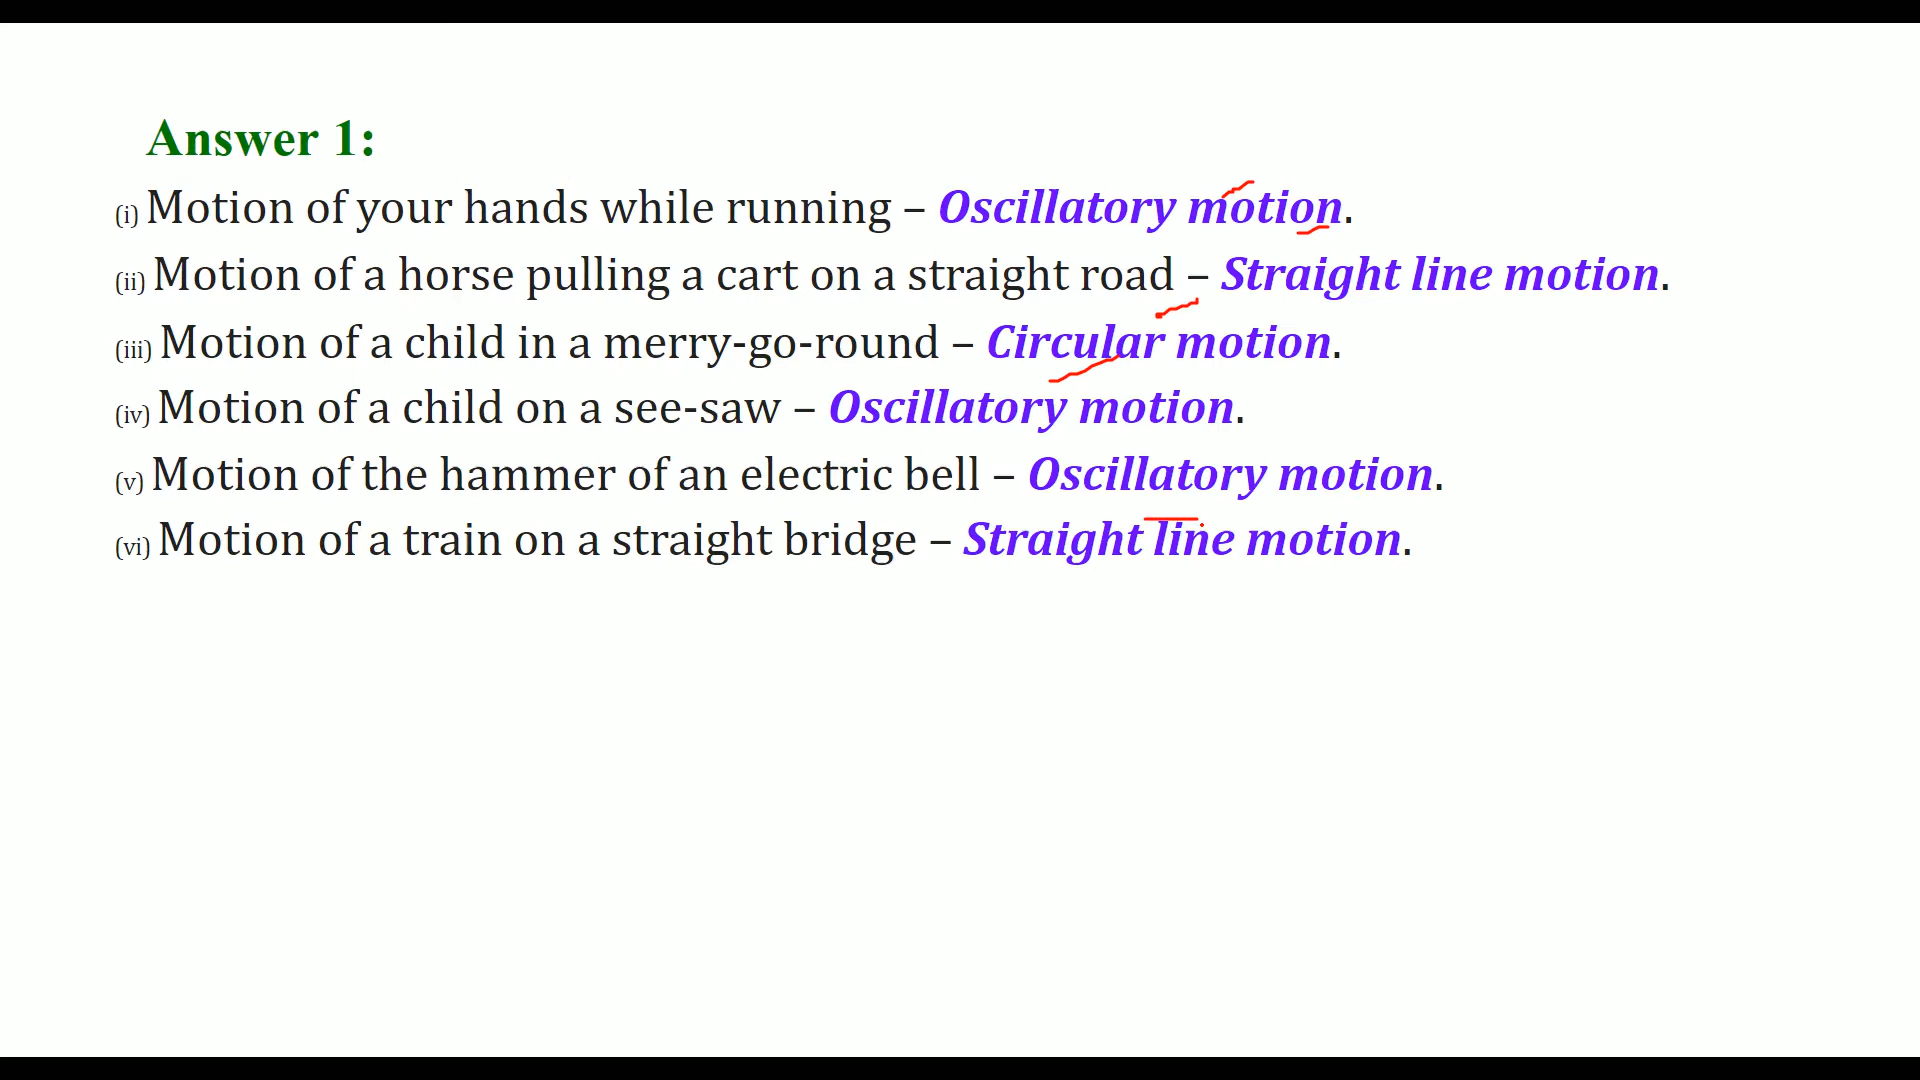 Answer 1:
(i) Motion of your hands while running – Oscillatory motion.
(ii) Motion of a horse pulling a cart on a straight road – Straight line motion.
(iii) Motion of a child in a merry-go-round – Circular motion.
(iv) Motion of a child on a see-saw – Oscillatory motion.
(v) Motion of the hammer of an electric bell – Oscillatory motion.
(vi) Motion of a train on a straight bridge – Straight line motion.